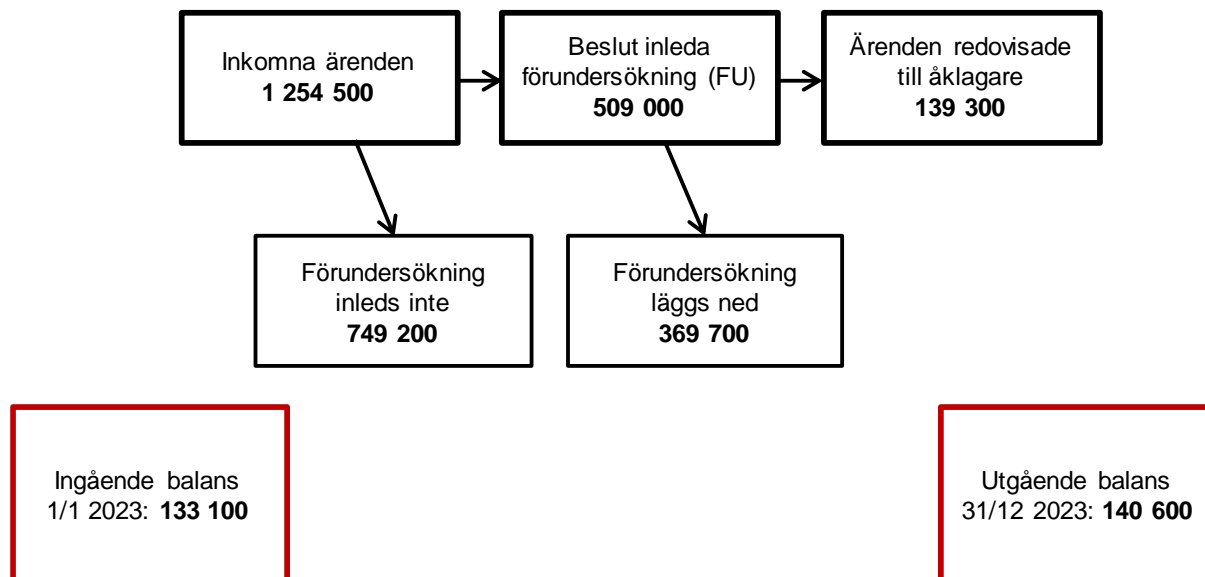 Inkomna ärenden
1 254 500
Beslut inleda
förundersökning (FU)
509 000
Ärenden redovisade
till åklagare
139 300
Förundersökning
inleds inte
749 200
Förundersökning
läggs ned
369 700
Ingående balans
1/1 2023: 133 100
Utgående balans
31/12 2023: 140 600